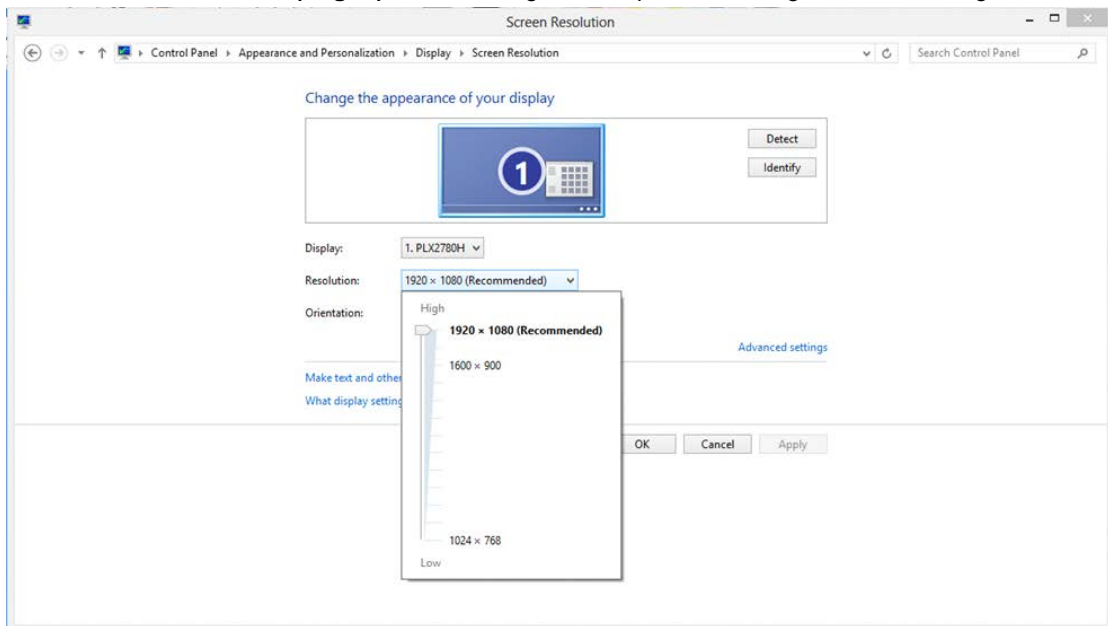 Screen Resolution
Control Panel ▸ Appearance and Personalization ▸ Display ▸ Screen Resolution
Search Control Panel
Change the appearance of your display
1
Detect
Identify
Display: 1. PLX2780H
Resolution: 1920 × 1080 (Recommended)
Orientation:
High
1920 × 1080 (Recommended)
1600 × 900
Advanced settings
Make text and other
What display setting
OK Cancel Apply
1024 × 768
Low